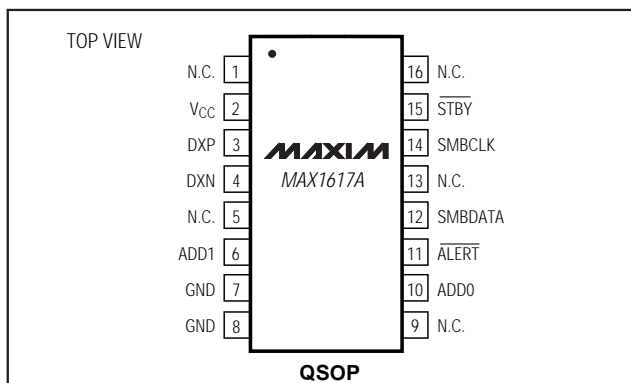 TOP VIEW
N.C. 1
VCC 2
DXP 3
DXN 4
N.C. 5
ADD1 6
GND 7
GND 8
MAXIM
MAX1617A
16 N.C.
15 STBY
14 SMBCLK
13 N.C.
12 SMBDATA
11 ALERT
10 ADD0
9 N.C.
QSOP